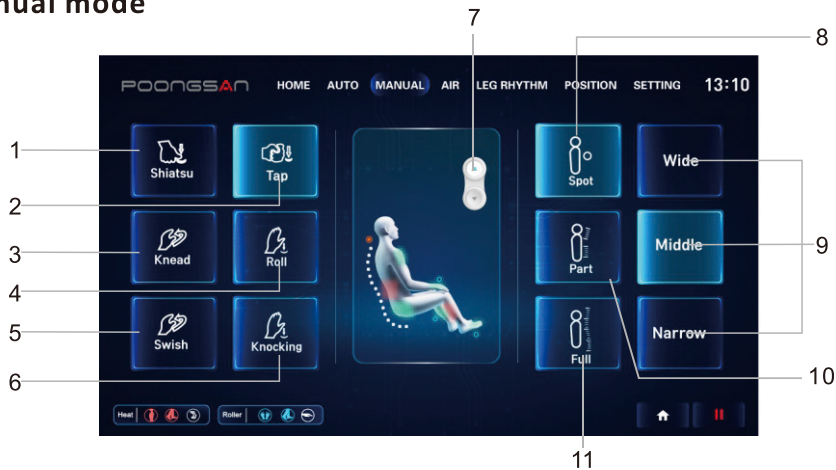 nual mode
7
8
POONGSAN HOME AUTO MANUAL AIR LEG RHYTHM POSITION SETTING 13:10
1
Shiatsu
Tap
2
Spot
Wide
3
Knead
Roll
4
Part
Middle
9
5
Swish
Knocking
6
Full
Narrow
10
Heat
Roller
11